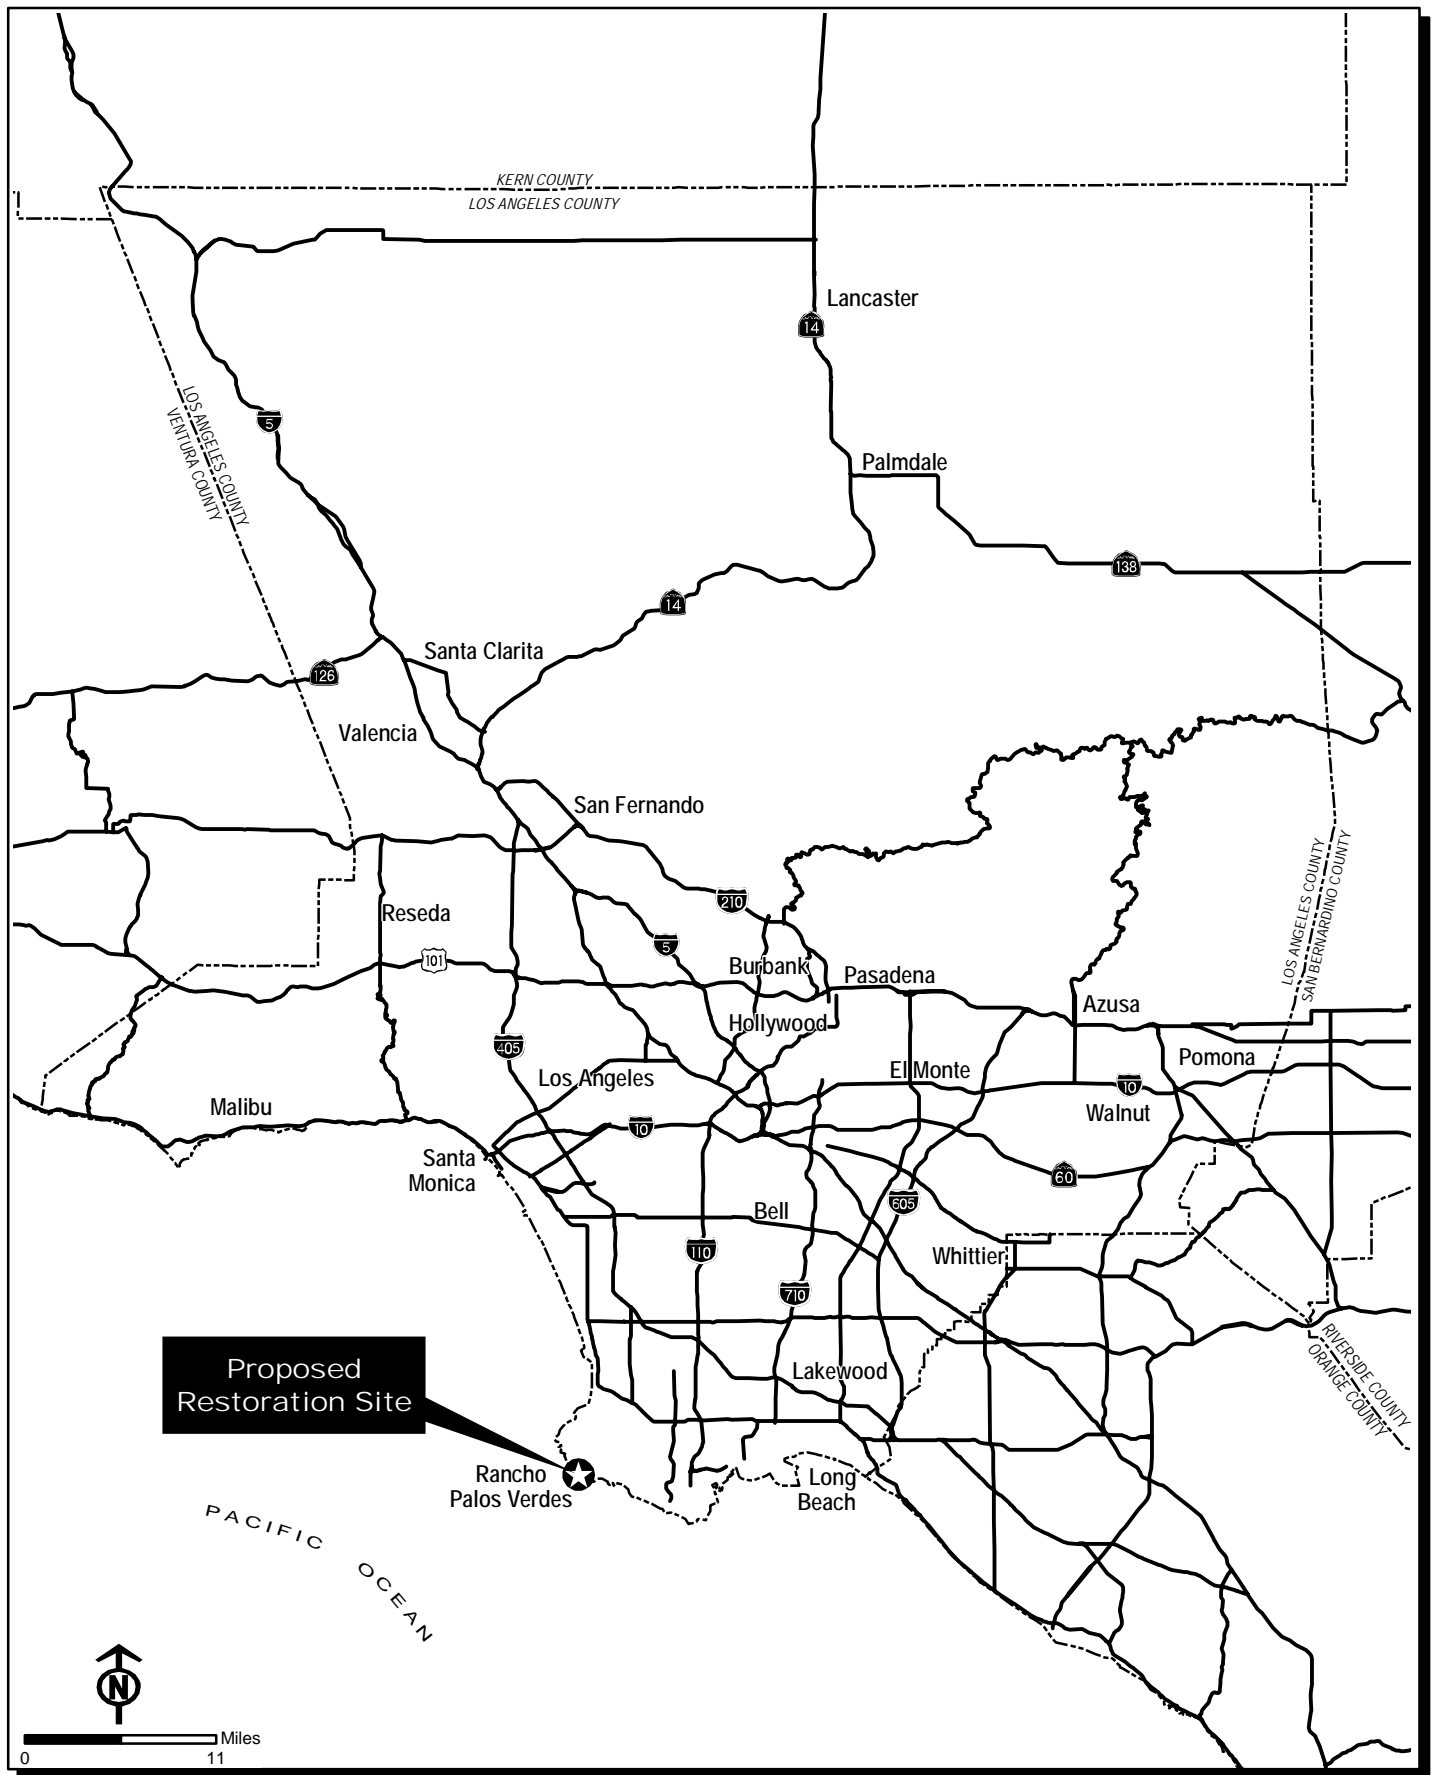 KERN COUNTY
LOS ANGELES COUNTY
Lancaster
14
LOS ANGELES COUNTY
VENTURA COUNTY
5
Palmdale
138
14
Santa Clarita
126
Valencia
San Fernando
LOS ANGELES COUNTY
SAN BERNARDINO COUNTY
210
Reseda
5
101
Burbank
Pasadena
Azusa
Hollywood
405
Pomona
El Monte
Los Angeles
10
Malibu
Walnut
10
Santa
Monica
60
605
Bell
110
Whittier
710
RIVERSIDE COUNTY
ORANGE COUNTY
Proposed
Restoration Site
Lakewood
Rancho
Palos Verdes
Long
Beach
PACIFIC OCEAN
N
Miles
0 11